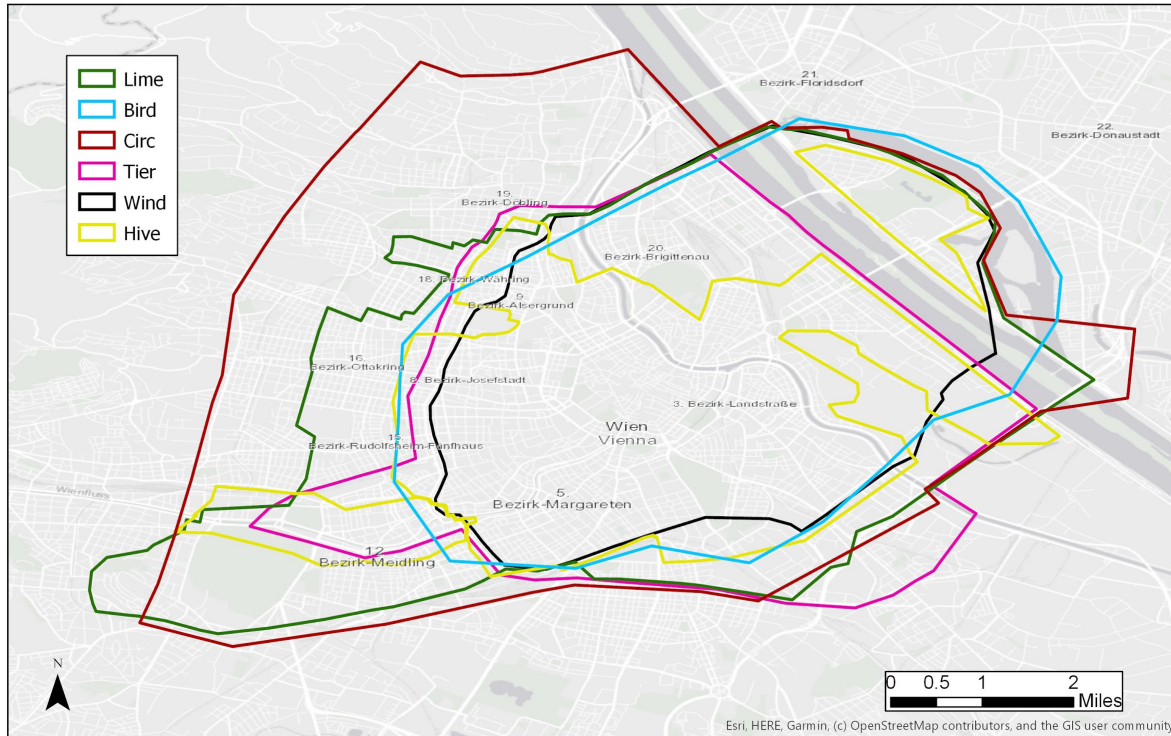 Lime
Bird
Circ
Tier
Wind
Hive
21.
Bezirk-Floridsdorf
22.
Bezirk-Donaustadt
19.
Bezirk-Döbling
20.
Bezirk-Brigittenau
18. Bezirk-Währing
9.
Bezirk-Alsergrund
16.
Bezirk-Ottakring
8. Bezirk-Josefstadt
3. Bezirk-Landstraße
Wien
Vienna
15.
Bezirk-Rudolfsheim-Fünfhaus
Wienfluss
5.
Bezirk-Margareten
12.
Bezirk-Meidling
N
0 0.5 1 2
Miles
Esri, HERE, Garmin, (c) OpenStreetMap contributors, and the GIS user community